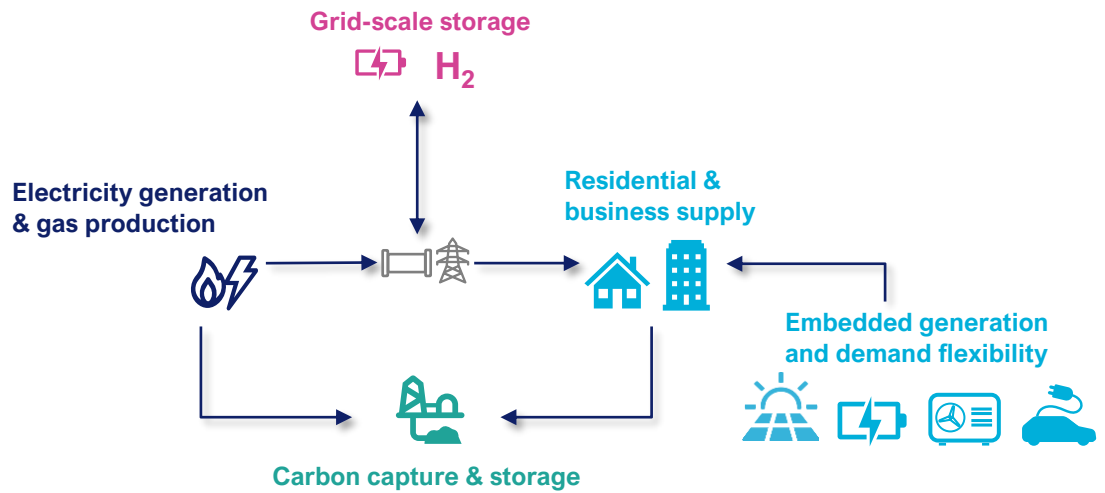 Grid-scale storage
H₂
Electricity generation
& gas production
Residential &
business supply
Embedded generation
and demand flexibility
Carbon capture & storage